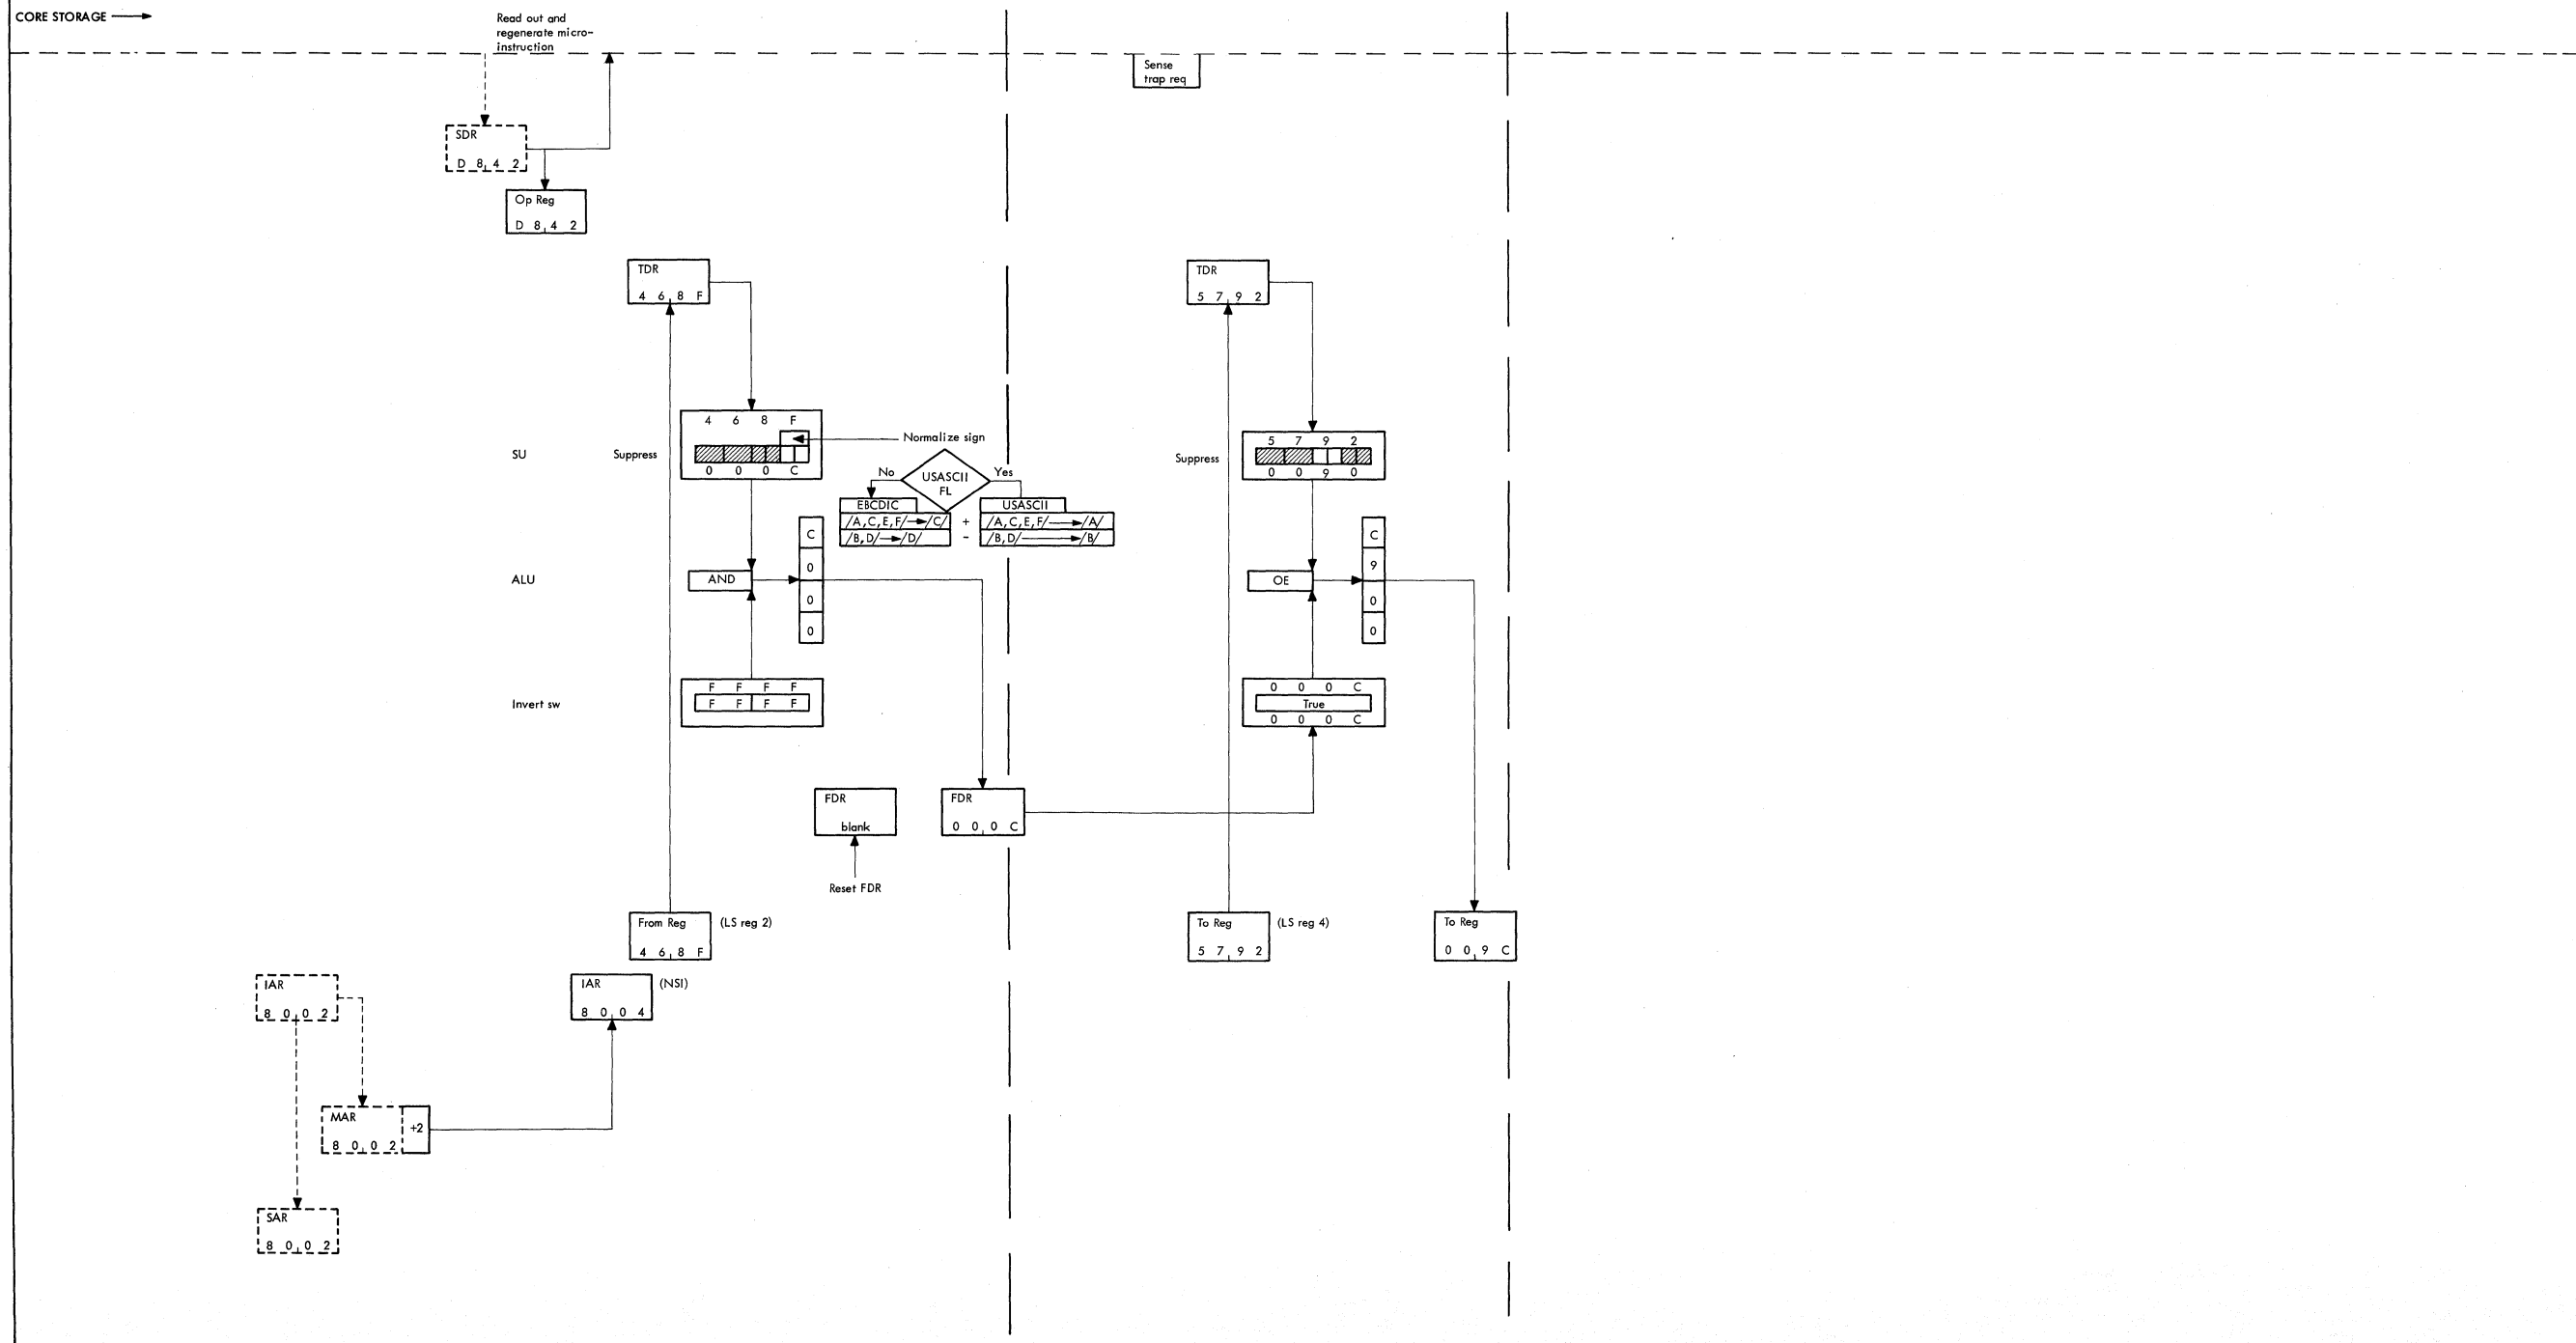 CORE STORAGE
Read out and
regenerate micro-
instruction
Sense
trap req
SDR
D 8 4 2
Op Reg
D 8 4 2
TDR
4 6 8 F
TDR
5 7 9 2
SU
Suppress
4 6 8 F
0 0 0 C
Normalize sign
USASCII
FL
No
Yes
EBCDIC
/A,C,E,F/ /C/
/B,D/ /D/
+
-
USASCII
/A,C,E,F/ /A/
/B,D/ /B/
Suppress
5 7 9 2
0 0 9 0
ALU
AND
C
0
0
0
OE
C
9
0
0
Invert sw
F F F F
F F F F
0 0 0 C
True
0 0 0 C
FDR
blank
Reset FDR
FDR
0 0 0 C
From Reg
4 6 8 F
(LS reg 2)
To Reg
5 7 9 2
(LS reg 4)
To Reg
0 0 9 C
IAR
8 0 0 2
IAR
8 0 0 4
(NSI)
MAR
8 0 0 2
+2
SAR
8 0 0 2